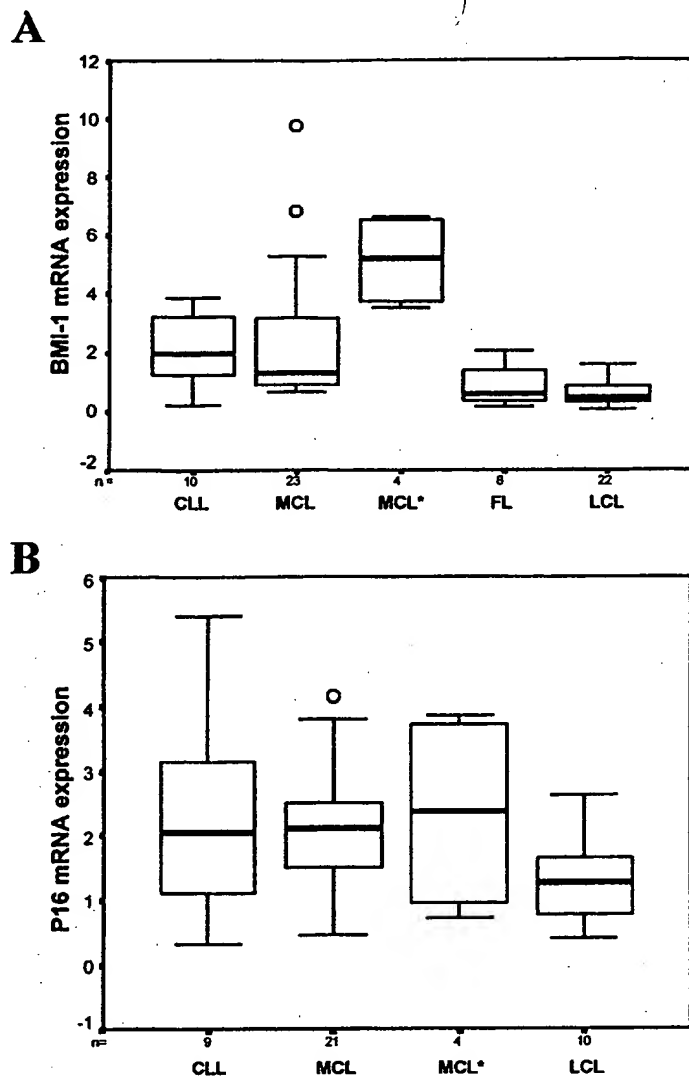 A
BMI-1 mRNA expression
12
10
8
6
4
2
0
-2
n = 10 23 4 8 22
CLL MCL MCL* FL LCL
B
P16 mRNA expression
6
5
4
3
2
1
0
-1
n= 9 21 4 10
CLL MCL MCL* LCL